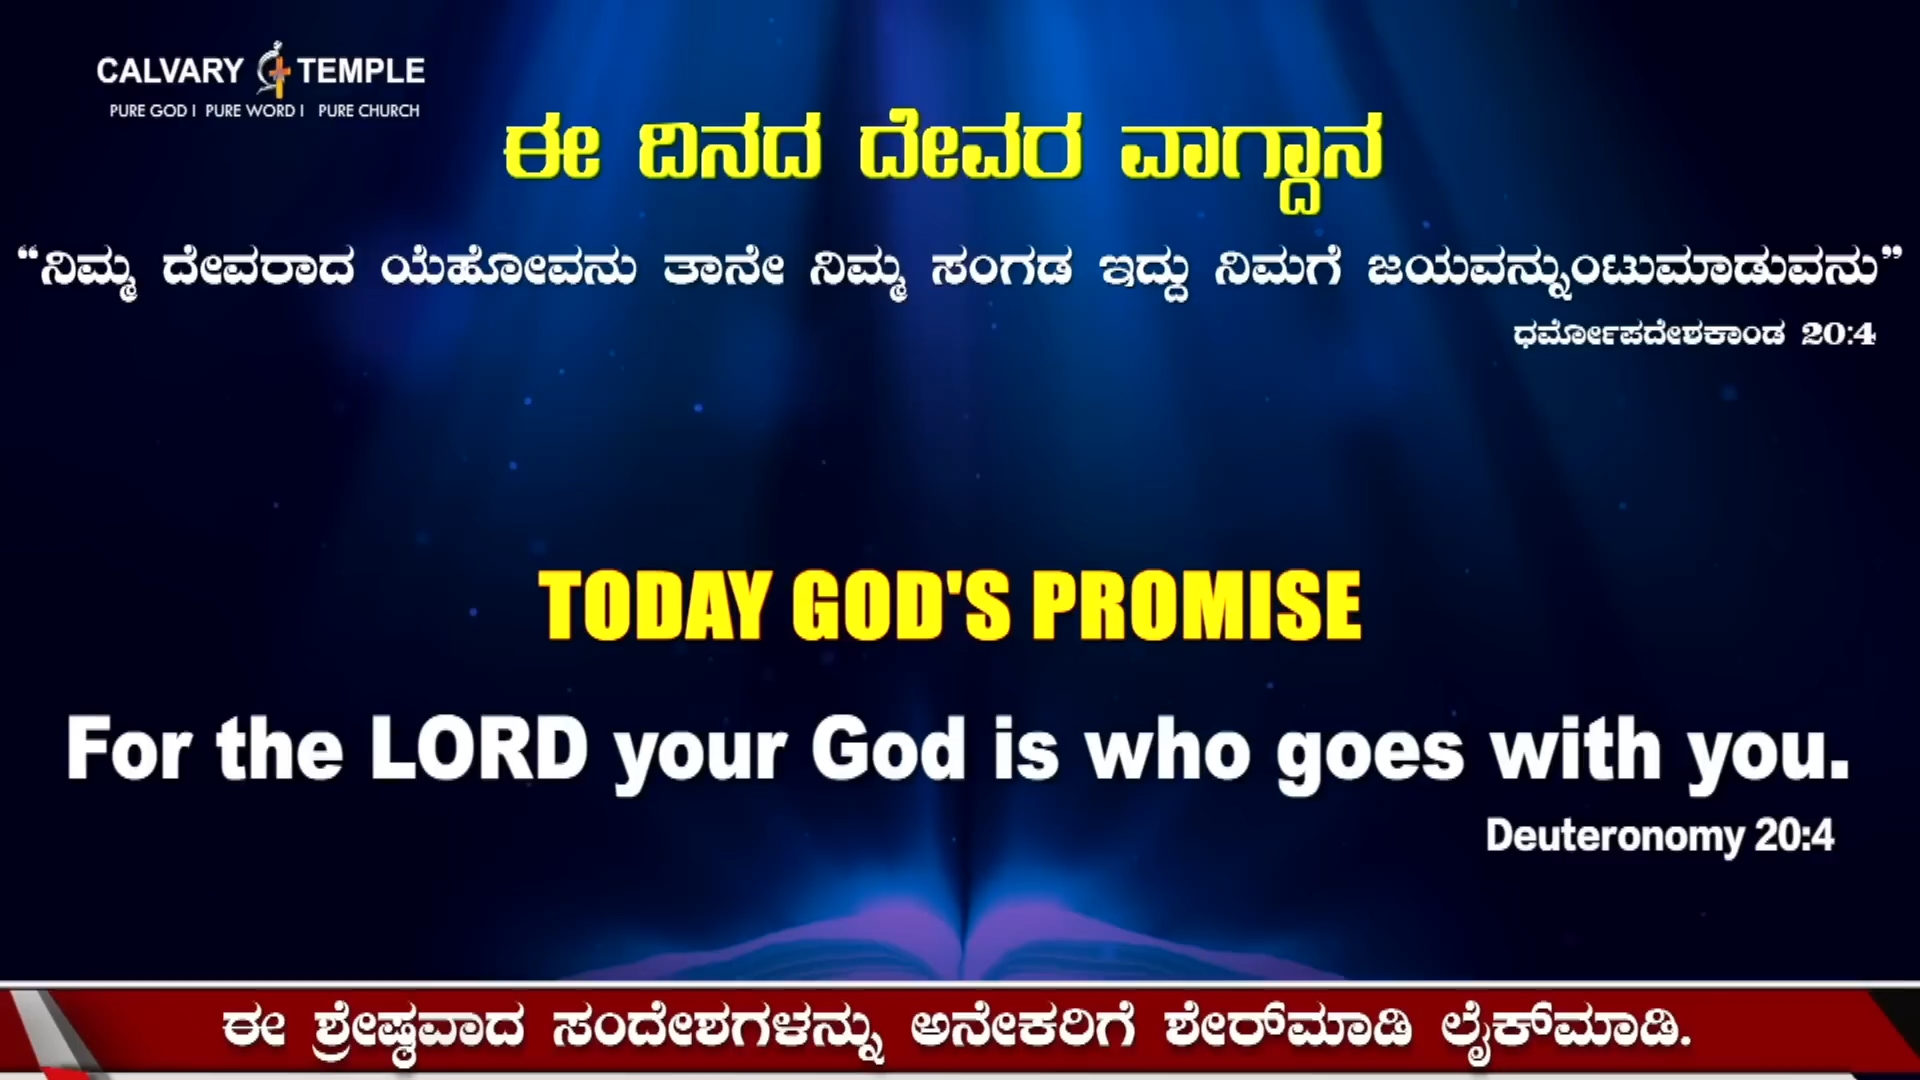 CALVARY TEMPLE
PURE GOD I PURE WORD I PURE CHURCH
ಈ ದಿನದ ದೇವರ ವಾಗ್ದಾನ
“ನಿಮ್ಮ ದೇವರಾದ ಯೆಹೋವನು ತಾನೇ ನಿಮ್ಮ ಸಂಗಡ ಇದ್ದು ನಿಮಗೆ ಜಯವನ್ನುಂಟುಮಾಡುವನು”
ಧರ್ಮೋಪದೇಶಕಾಂಡ 20:4
TODAY GOD'S PROMISE
For the LORD your God is who goes with you.
Deuteronomy 20:4
ಈ ಶ್ರೇಷ್ಠವಾದ ಸಂದೇಶಗಳನ್ನು ಅನೇಕರಿಗೆ ಶೇರ್‌ಮಾಡಿ ಲೈಕ್‌ಮಾಡಿ.